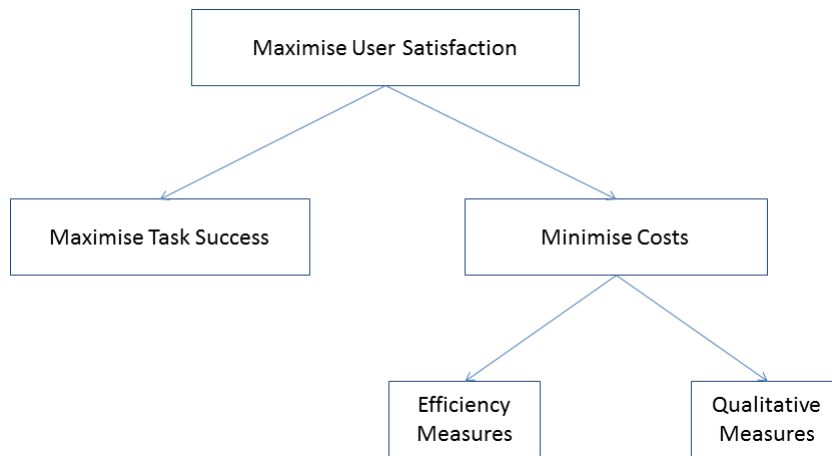 Maximise User Satisfaction
Maximise Task Success
Minimise Costs
Efficiency
Measures
Qualitative
Measures